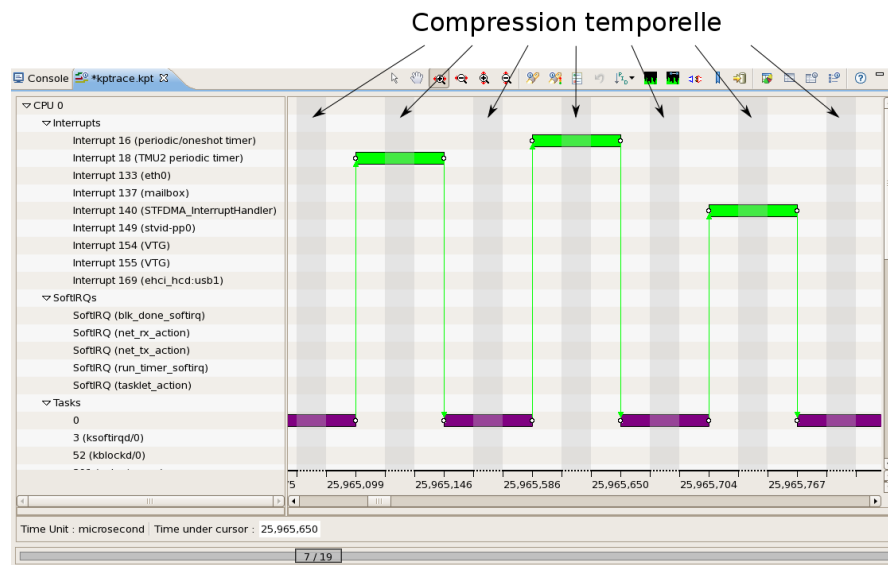 Compression temporelle
Console *kptrace.kpt
CPU 0
Interrupts
Interrupt 16 (periodic/oneshot timer)
Interrupt 18 (TMU2 periodic timer)
Interrupt 133 (eth0)
Interrupt 137 (mailbox)
Interrupt 140 (STFDMA_InterruptHandler)
Interrupt 149 (stvid-pp0)
Interrupt 154 (VTG)
Interrupt 155 (VTG)
Interrupt 169 (ehci_hcd:usb1)
SoftIRQs
SoftIRQ (blk_done_softirq)
SoftIRQ (net_rx_action)
SoftIRQ (net_tx_action)
SoftIRQ (run_timer_softirq)
SoftIRQ (tasklet_action)
Tasks
0
3 (ksoftirqd/0)
52 (kblockd/0)
25,965,099 25,965,146 25,965,586 25,965,650 25,965,704 25,965,767
Time Unit : microsecond Time under cursor : 25,965,650
7 / 19